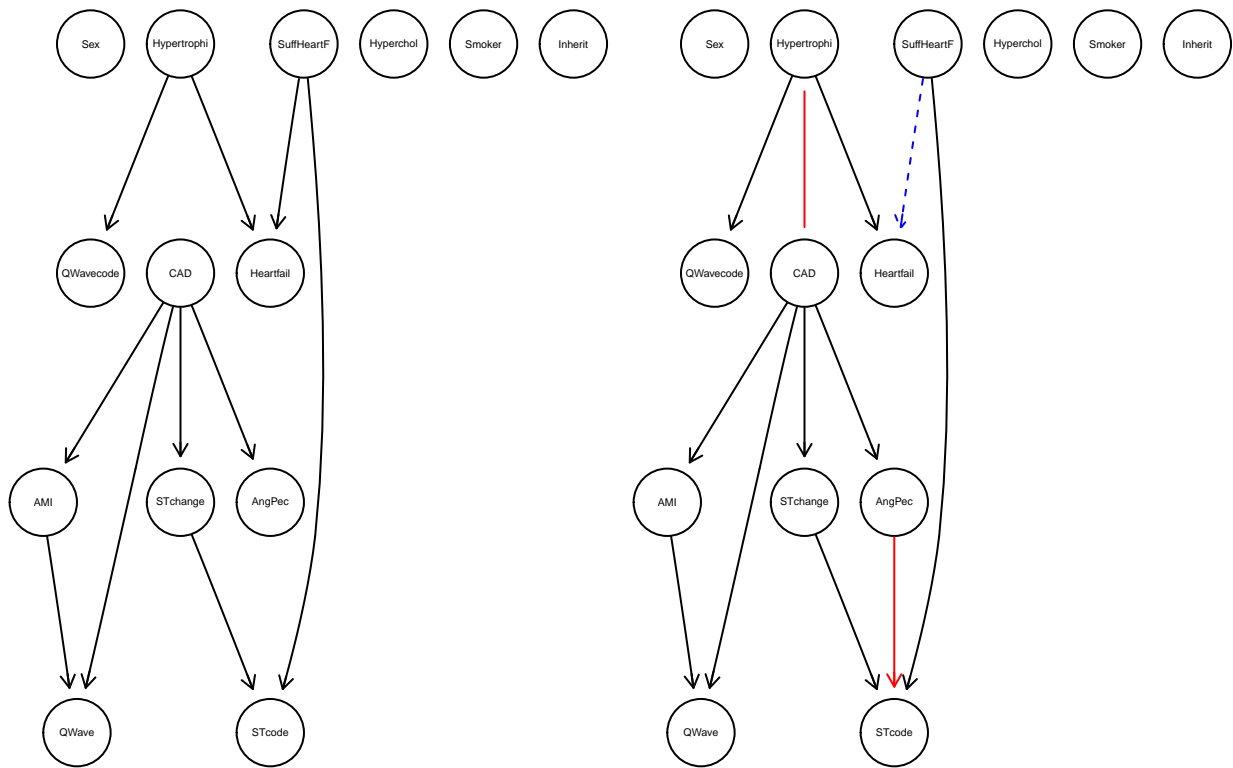 Sex Hypertrophi SuffHeartF Hyperchol Smoker Inherit
QWavecode CAD Heartfail
AMI STchange AngPec
QWave STcode
Sex Hypertrophi SuffHeartF Hyperchol Smoker Inherit
QWavecode CAD Heartfail
AMI STchange AngPec
QWave STcode